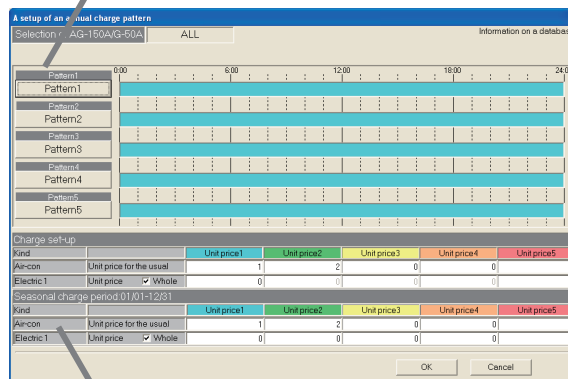 A setup of an annual charge pattern
Selection of AG-150A/G-50A ALL Information on a databas
0:00 6:00 12:00 18:00 24:0
Pattern1
Pattern1
Pattern2
Pattern2
Pattern3
Pattern3
Pattern4
Pattern4
Pattern5
Pattern5
Charge set-up
Kind Unit price1 Unit price2 Unit price3 Unit price4 Unit price5
Air-con Unit price for the usual 1 2 0 0
Electric 1 Unit price Whole 0 0 0 0
Seasonal charge period:01/01-12/31
Kind Unit price1 Unit price2 Unit price3 Unit price4 Unit price5
Air-con Unit price for the usual 1 2 0 0
Electric 1 Unit price Whole 0 0 0 0
OK Cancel